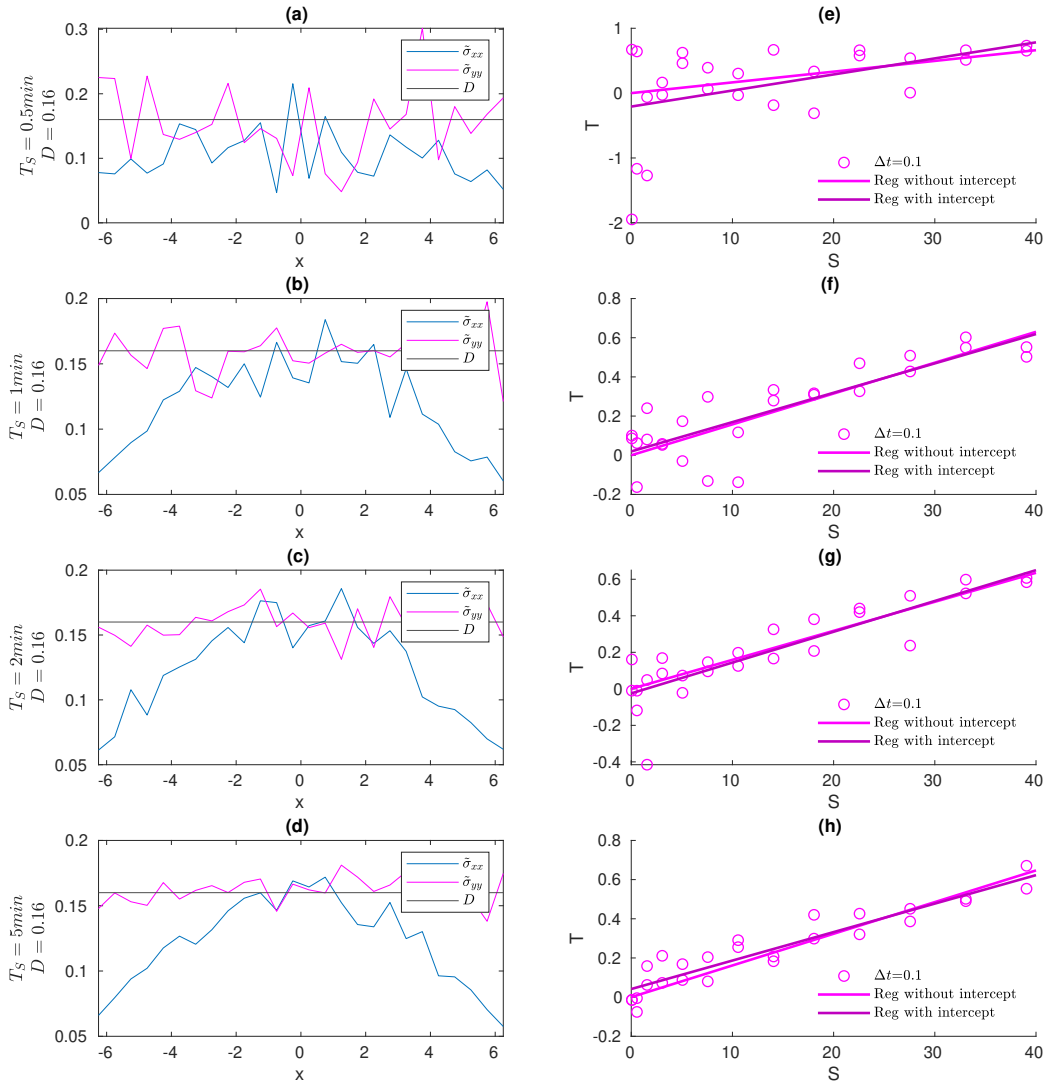 (a)
T_S = 0.5min
D = 0.16
0.3
0.2
0.1
0
σ̃_xx
σ̃_yy
D
-6 -4 -2 0 2 4 6
x
(e)
T
1
0
-1
-2
Δt=0.1
Reg without intercept
Reg with intercept
0 10 20 30 40
S
(b)
T_S = 1min
D = 0.16
0.2
0.15
0.1
0.05
σ̃_xx
σ̃_yy
D
-6 -4 -2 0 2 4 6
x
(f)
T
0.6
0.4
0.2
0
-0.2
Δt=0.1
Reg without intercept
Reg with intercept
0 10 20 30 40
S
(c)
T_S = 2min
D = 0.16
0.2
0.15
0.1
0.05
σ̃_xx
σ̃_yy
D
-6 -4 -2 0 2 4 6
x
(g)
T
0.6
0.4
0.2
0
-0.2
-0.4
Δt=0.1
Reg without intercept
Reg with intercept
0 10 20 30 40
S
(d)
T_S = 5min
D = 0.16
0.2
0.15
0.1
0.05
σ̃_xx
σ̃_yy
D
-6 -4 -2 0 2 4 6
x
(h)
T
0.8
0.6
0.4
0.2
0
-0.2
Δt=0.1
Reg without intercept
Reg with intercept
0 10 20 30 40
S